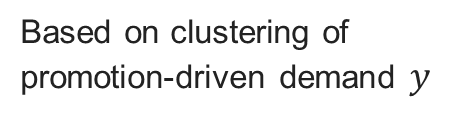 Based on clustering of
promotion-driven demand y